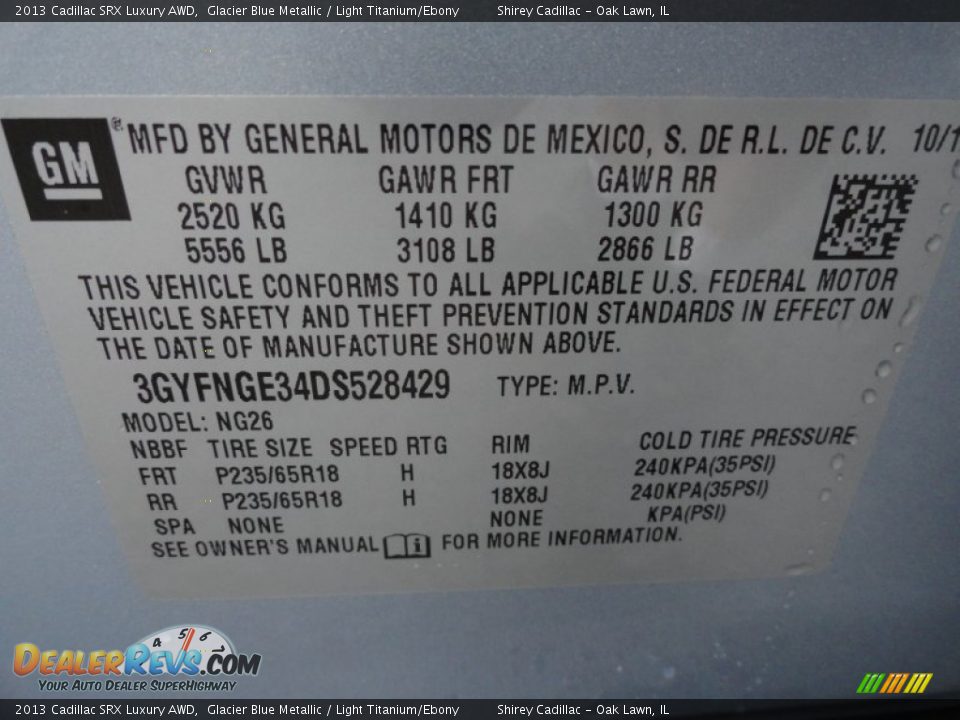 2013 Cadillac SRX Luxury AWD, Glacier Blue Metallic / Light Titanium/Ebony Shirey Cadillac - Oak Lawn, IL
GM ® MFD BY GENERAL MOTORS DE MEXICO, S. DE R.L. DE C.V. 10/1
GVWR GAWR FRT GAWR RR
2520 KG 1410 KG 1300 KG
5556 LB 3108 LB 2866 LB
THIS VEHICLE CONFORMS TO ALL APPLICABLE U.S. FEDERAL MOTOR
VEHICLE SAFETY AND THEFT PREVENTION STANDARDS IN EFFECT ON
THE DATE OF MANUFACTURE SHOWN ABOVE.
3GYFNGE34DS528429 TYPE: M.P.V.
MODEL: NG26
NBBF TIRE SIZE SPEED RTG RIM COLD TIRE PRESSURE
FRT P235/65R18 H 18X8J 240KPA(35PSI)
RR P235/65R18 H 18X8J 240KPA(35PSI)
SPA NONE NONE KPA(PSI)
SEE OWNER'S MANUAL i FOR MORE INFORMATION.
4 5 6
DEALERREVS.COM
YOUR AUTO DEALER SUPERHIGHWAY
2013 Cadillac SRX Luxury AWD, Glacier Blue Metallic / Light Titanium/Ebony Shirey Cadillac - Oak Lawn, IL